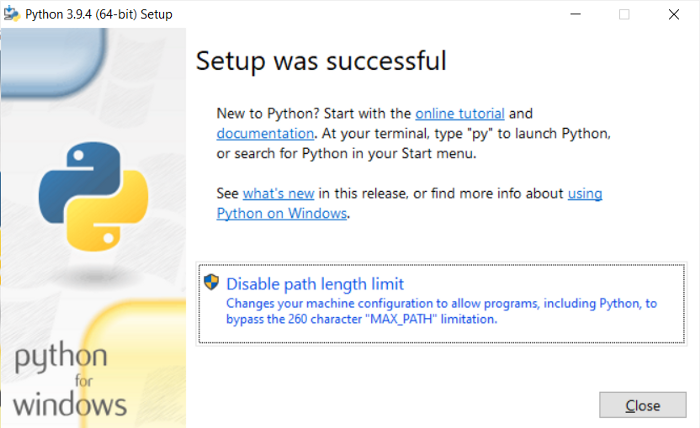 Python 3.9.4 (64-bit) Setup
Setup was successful
New to Python? Start with the online tutorial and
documentation. At your terminal, type "py" to launch Python,
or search for Python in your Start menu.
See what's new in this release, or find more info about using
Python on Windows.
Disable path length limit
Changes your machine configuration to allow programs, including Python, to
bypass the 260 character "MAX_PATH" limitation.
python
for
windows
Close